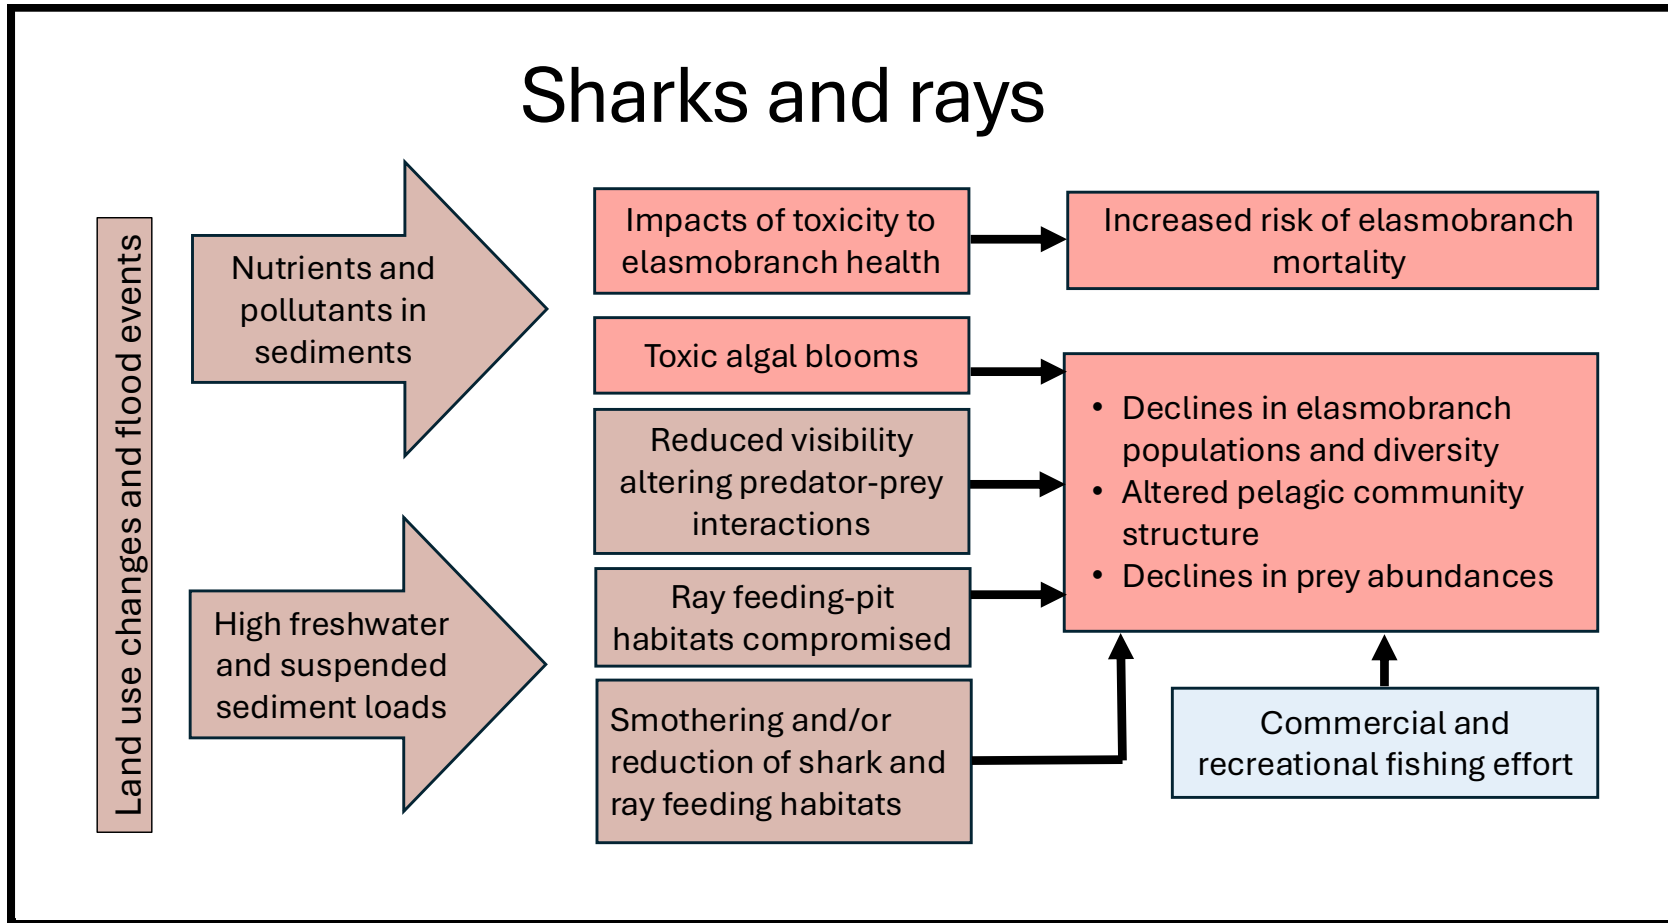 Sharks and rays
Land use changes and flood events
Nutrients and
pollutants in
sediments
High freshwater
and suspended
sediment loads
Impacts of toxicity to
elasmobranch health
Toxic algal blooms
Reduced visibility
altering predator-prey
interactions
Ray feeding-pit
habitats compromised
Smothering and/or
reduction of shark and
ray feeding habitats
Increased risk of elasmobranch
mortality
• Declines in elasmobranch
populations and diversity
• Altered pelagic community
structure
• Declines in prey abundances
Commercial and
recreational fishing effort